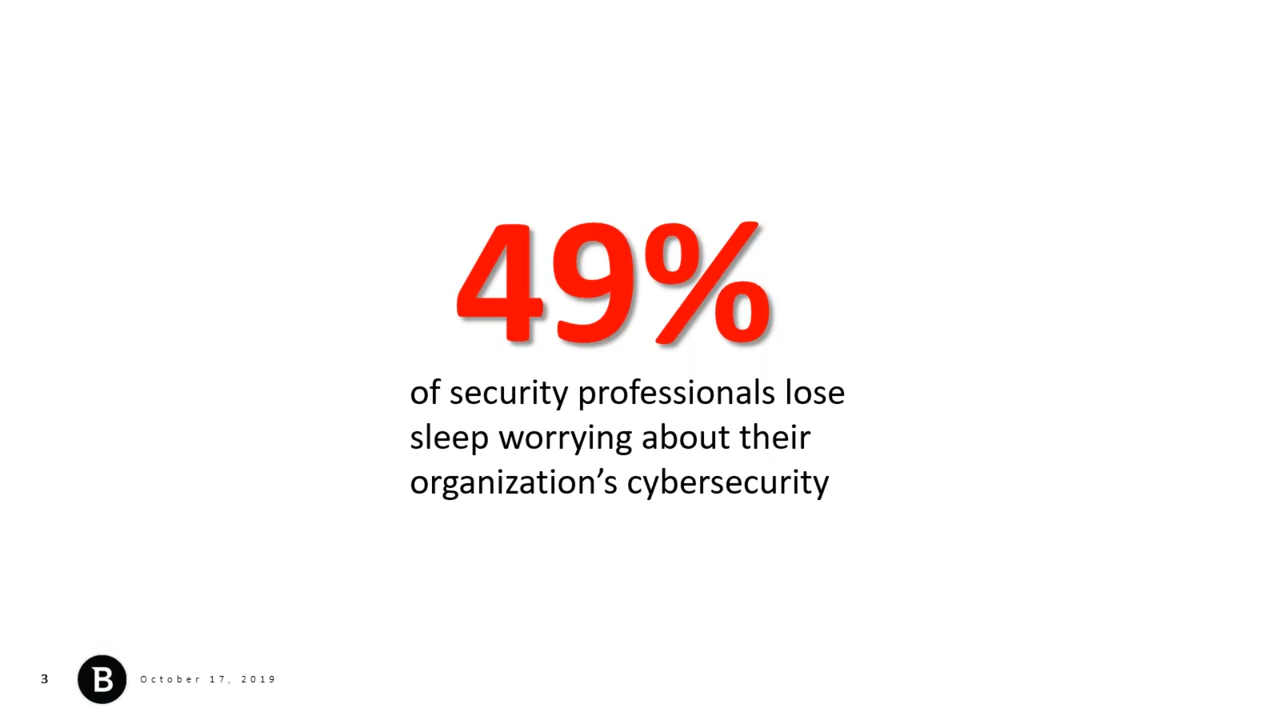 49%
of security professionals lose
sleep worrying about their
organization’s cybersecurity
3 B October 17, 2019